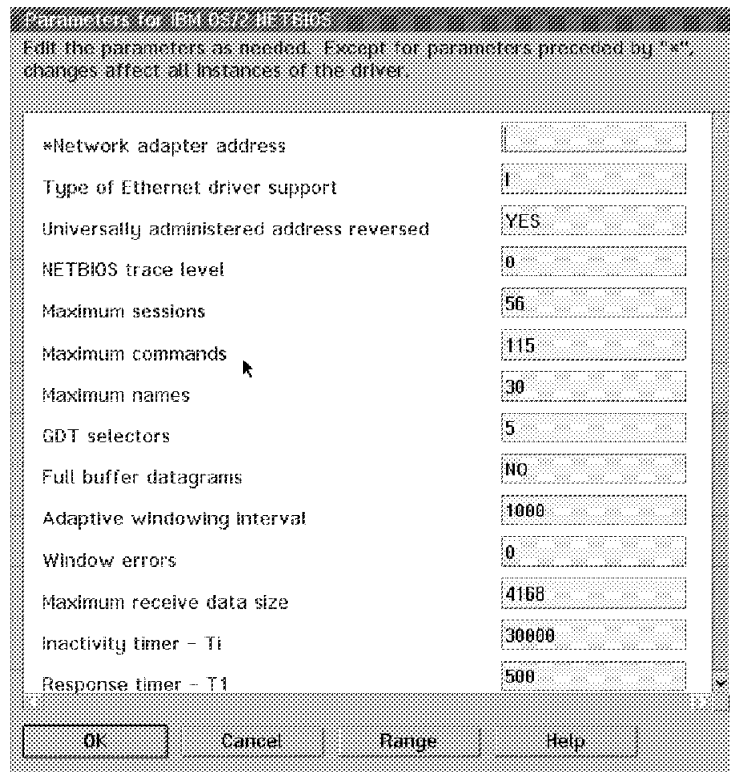 Parameters for IBM OS/2 NETBIOS
Edit the parameters as needed. Except for parameters preceded by "*",
changes affect all instances of the driver.
*Network adapter address
Type of Ethernet driver support I
Universally administered address reversed YES
NETBIOS trace level 0
Maximum sessions 56
Maximum commands 115
Maximum names 30
GDT selectors 5
Full buffer datagrams NO
Adaptive windowing interval 1000
Window errors 0
Maximum receive data size 4168
Inactivity timer - Ti 30000
Response timer - T1 500
OK Cancel Range Help